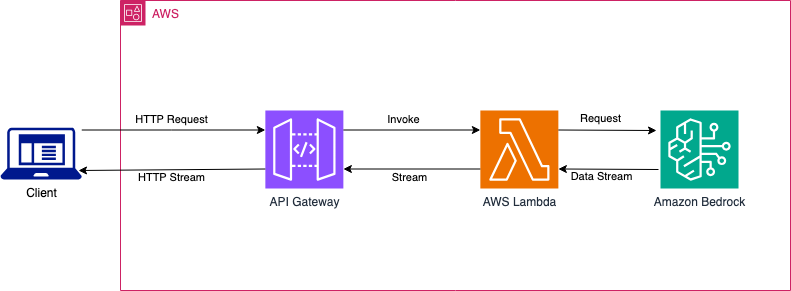 AWS
HTTP Request
Invoke
Request
HTTP Stream
Stream
Data Stream
Client
API Gateway
AWS Lambda
Amazon Bedrock